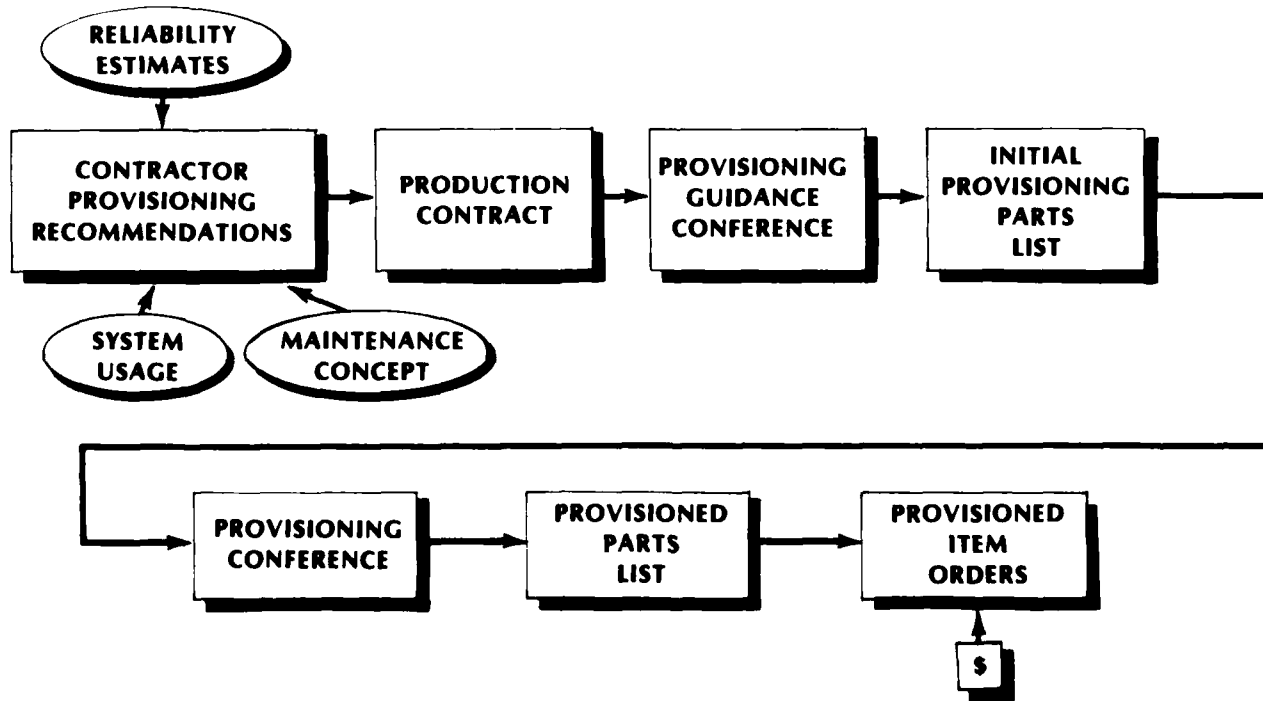 RELIABILITY
ESTIMATES
CONTRACTOR
PROVISIONING
RECOMMENDATIONS
PRODUCTION
CONTRACT
PROVISIONING
GUIDANCE
CONFERENCE
INITIAL
PROVISIONING
PARTS
LIST
SYSTEM
USAGE
MAINTENANCE
CONCEPT
PROVISIONING
CONFERENCE
PROVISIONED
PARTS
LIST
PROVISIONED
ITEM
ORDERS
$